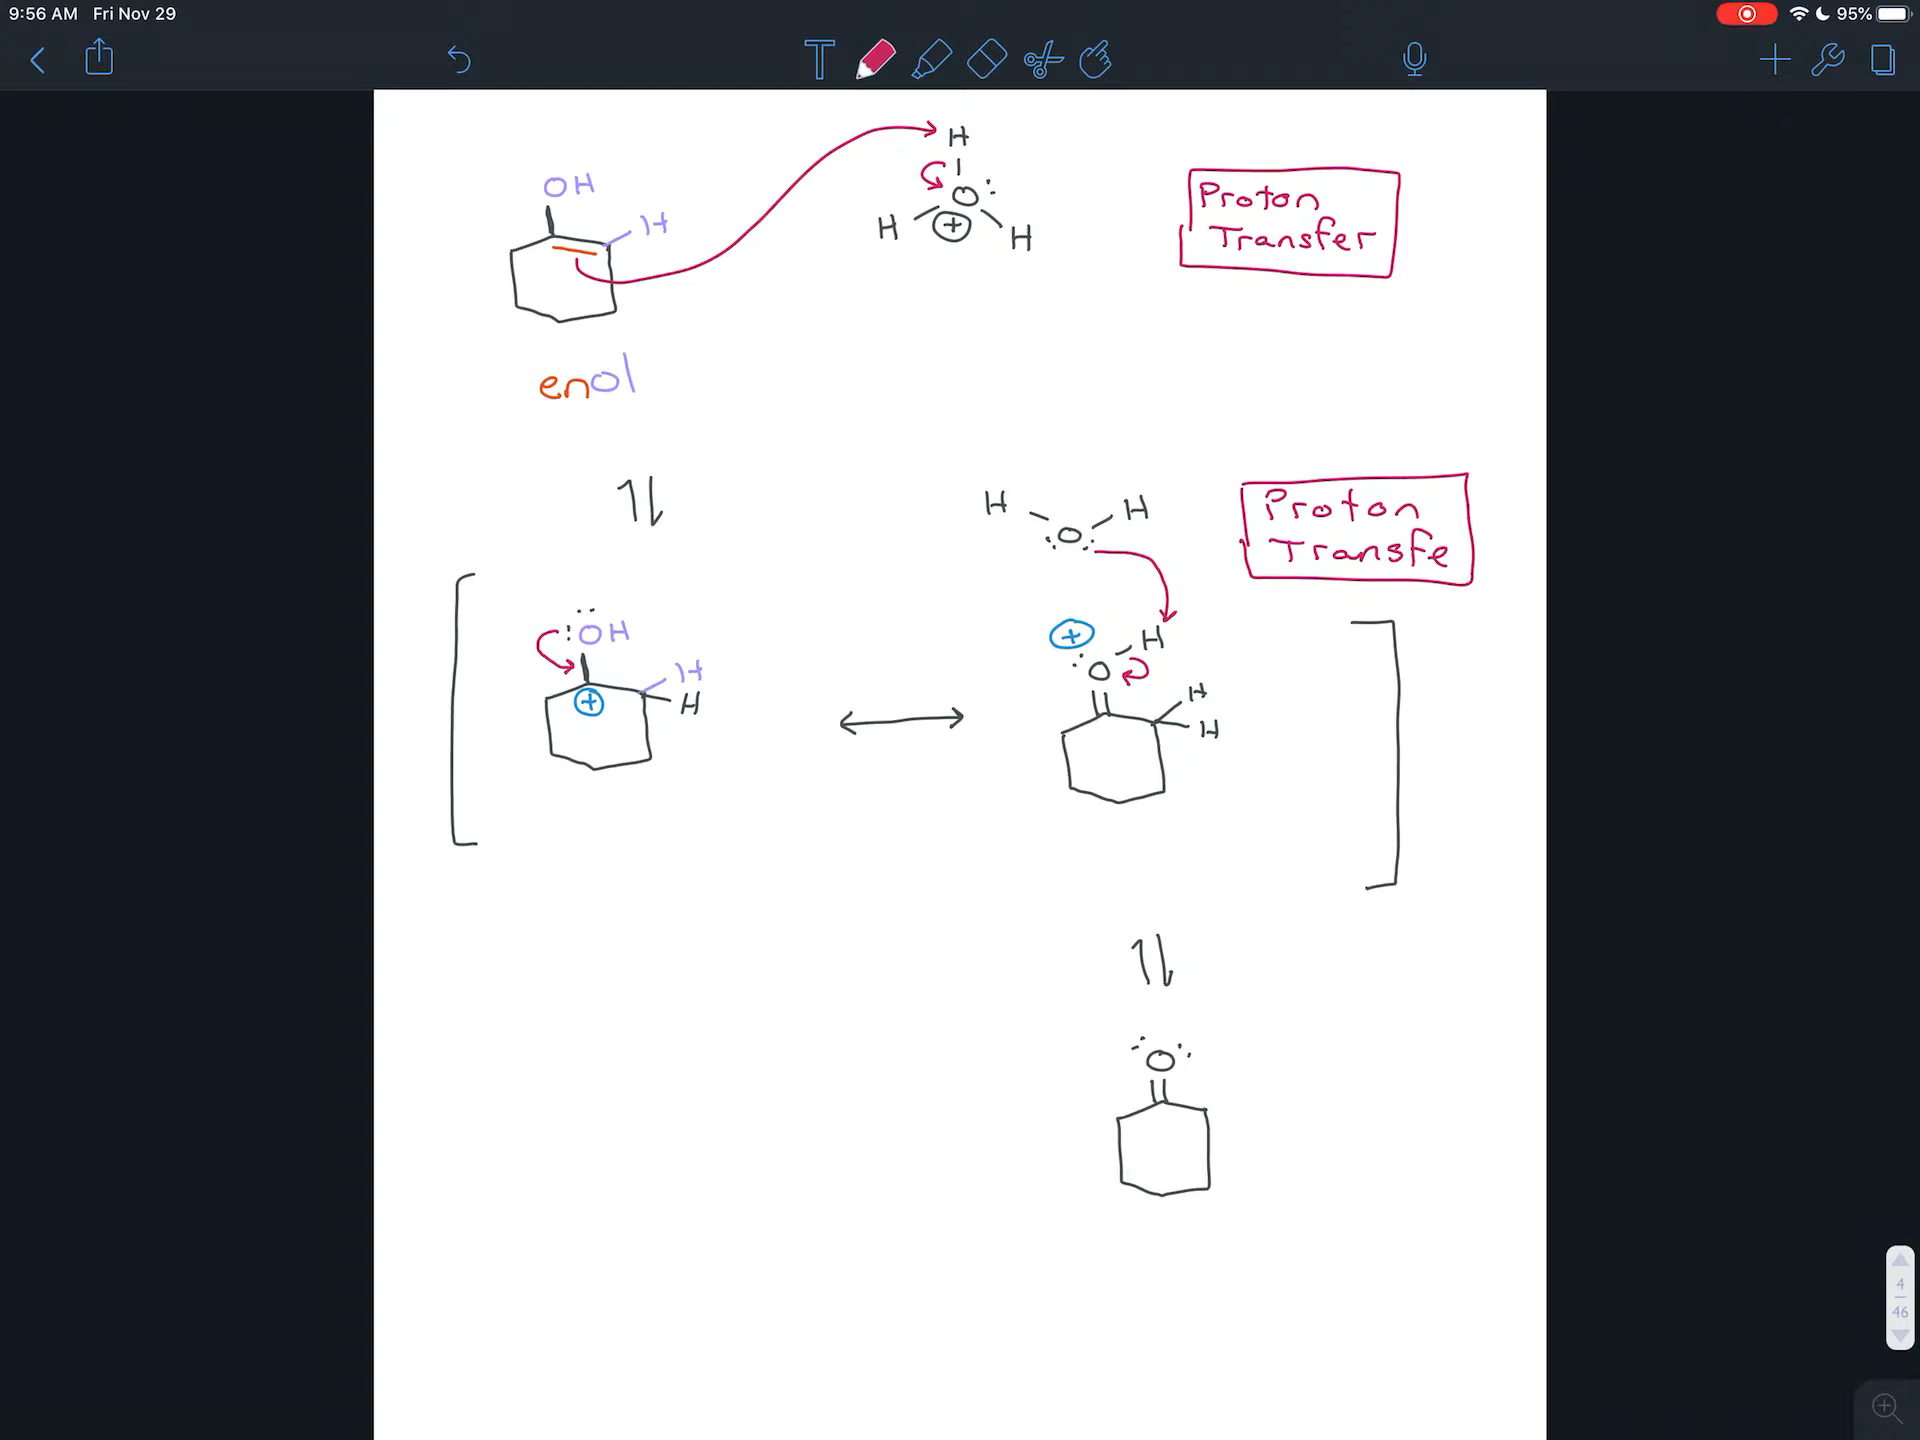 9:56 AM Fri Nov 29
95%
T
H
OH
H
O
H
H
+
Proton
Transfer
enol
H
H
O
Proton
Transfe
OH
H
H
+
+
H
O
H
H
O
4
46